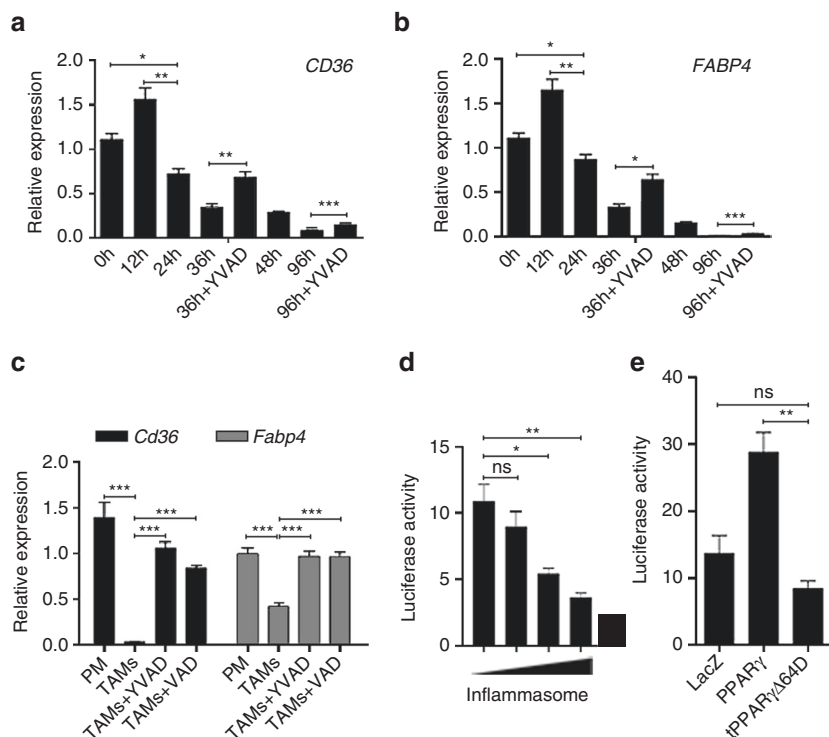 a
CD36
Relative expression
2.0
1.5
1.0
0.5
0.0
*
**
**
***
0h
12h
24h
36h
36h+YVAD
48h
96h
96h+YVAD
b
FABP4
Relative expression
2.0
1.5
1.0
0.5
0.0
*
**
*
***
0h
12h
24h
36h
36h+YVAD
48h
96h
96h+YVAD
c
Cd36
Fabp4
Relative expression
2.0
1.5
1.0
0.5
0.0
***
***
***
***
***
***
PM
TAMs
TAMs+YVAD
TAMs+VAD
PM
TAMs
TAMs+YVAD
TAMs+VAD
d
Luciferase activity
15
10
5
0
**
*
ns
Inflammasome
e
Luciferase activity
40
30
20
10
0
ns
**
LacZ
PPARγ
tPPARγΔ64D